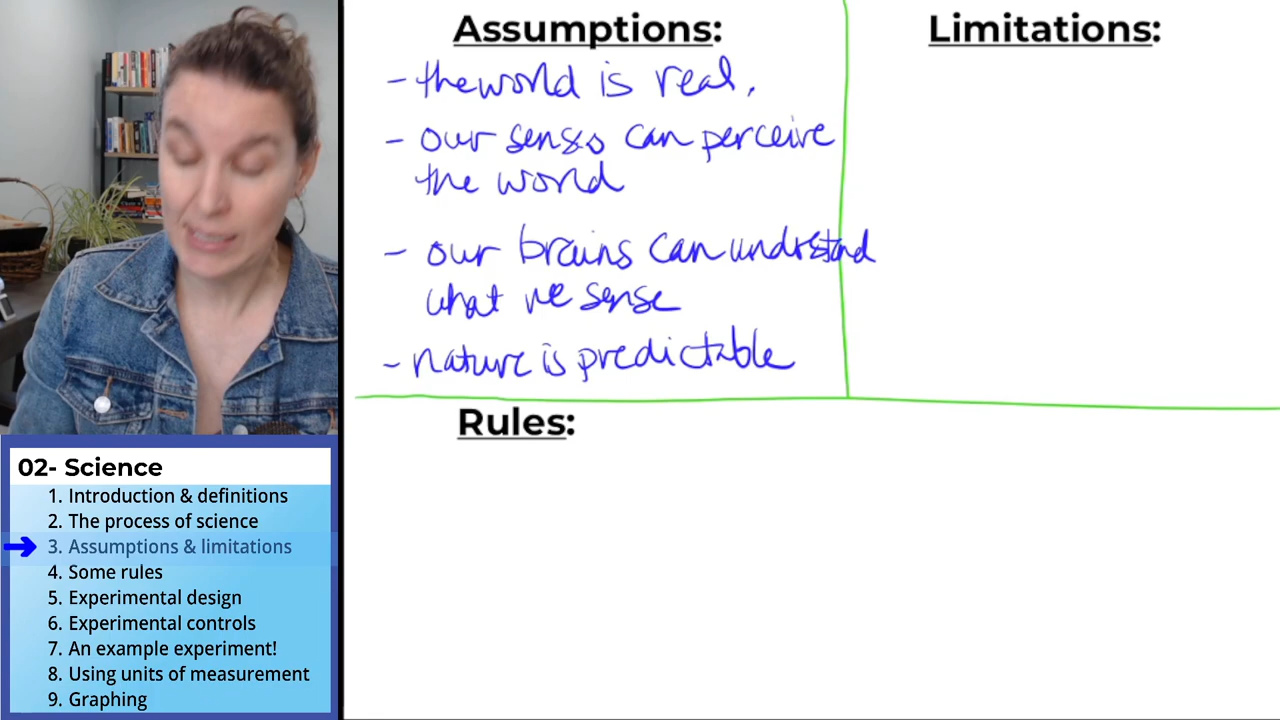 Assumptions:
- the world is real.
- our senses can perceive
the world
- our brains can understand
what we sense
- nature is predictable
Limitations:
Rules:
02- Science
1. Introduction & definitions
2. The process of science
3. Assumptions & limitations
4. Some rules
5. Experimental design
6. Experimental controls
7. An example experiment!
8. Using units of measurement
9. Graphing